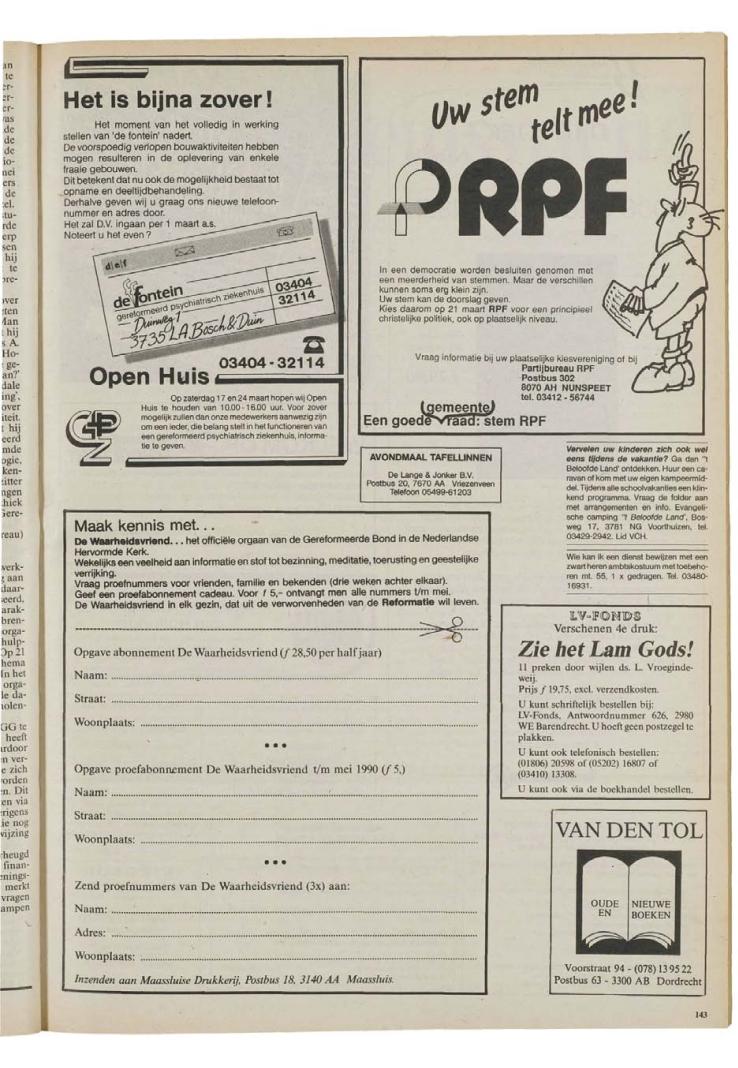 Het is bijna zover!
Het moment van het volledig in werking
stellen van 'de fontein' nadert.
De voorspoedig verlopen bouwaktiviteiten hebben
mogen resulteren in de oplevering van enkele
fraaie gebouwen.
Dit betekent dat nu ook de mogelijkheid bestaat tot
opname en deeltijdbehandeling.
Derhalve geven wij u graag ons nieuwe telefoon-
nummer en adres door.
Het zal D.V. ingaan per 1 maart a.s.
Noteert u het even ?
d|e|f
de fontein
gereformeerd psychiatrisch ziekenhuis
03404
32114
Duinweg 1
3735 LA Bosch & Duin
03404-32114
Open Huis
Op zaterdag 17 en 24 maart hopen wij Open
Huis te houden van 10.00-16.00 uur. Voor zover
mogelijk zullen dan onze medewerkers aanwezig zijn
om een ieder, die belang stelt in het functioneren van
een gereformeerd psychiatrisch ziekenhuis, informa-
tie te geven.
Uw stem
telt mee!
RPF
In een democratie worden besluiten genomen met
een meerderheid van stemmen. Maar de verschillen
kunnen soms erg klein zijn.
Uw stem kan de doorslag geven.
Kies daarom op 21 maart RPF voor een principieel
christelijke politiek, ook op plaatselijk niveau.
Vraag informatie bij uw plaatselijke kiesvereniging of bij
Partijbureau RPF
Postbus 302
8070 AH NUNSPEET
tel. 03412 - 56744
(gemeente)
Een goede raad: stem RPF
AVONDMAAL TAFELLINNEN
De Lange & Jonker B.V.
Postbus 20, 7670 AA Vriezenveen
Telefoon 05499-61203
Vervelen uw kinderen zich ook wel
eens tijdens de vakantie? Ga dan "t
Beloofde Land' ontdekken. Huur een ca-
ravan of kom met uw eigen kampeermid-
del. Tijdens alle schoolvakanties een klin-
kend programma. Vraag de folder aan
met arrangementen en info. Evangeli-
sche camping "t Beloofde Land', Bos-
weg 17, 3781 NG Voorthuizen, tel.
03429-2942. Lid VCH.
Wie kan ik een dienst bewijzen met een
zwart heren ambtskostuum met toebeho-
ren mt. 55, 1 x gedragen. Tel. 03480-
16931.
Maak kennis met. . .
De Waarheidsvriend. . . het officiële orgaan van de Gereformeerde Bond in de Nederlandse
Hervormde Kerk.
Wekelijks een veelheid aan informatie en stof tot bezinning, meditatie, toerusting en geestelijke
verrijking.
Vraag proefnummers voor vrienden, familie en bekenden (drie weken achter elkaar).
Geef een proefabonnement cadeau. Voor f 5,- ontvangt men alle nummers t/m mei.
De Waarheidsvriend in elk gezin, dat uit de verworvenheden van de Reformatie wil leven.
Opgave abonnement De Waarheidsvriend (f 28,50 per half jaar)
Naam:
Straat:
Woonplaats:
•••
Opgave proefabonnement De Waarheidsvriend t/m mei 1990 (f 5,)
Naam:
Straat:
Woonplaats:
•••
Zend proefnummers van De Waarheidsvriend (3x) aan:
Naam:
Adres:
Woonplaats:
Inzenden aan Maassluise Drukkerij, Postbus 18, 3140 AA Maassluis.
LV-FONDS
Verschenen 4e druk:
Zie het Lam Gods!
11 preken door wijlen ds. L. Vroeginde-
weij.
Prijs f 19,75, excl. verzendkosten.
U kunt schriftelijk bestellen bij:
LV-Fonds, Antwoordnummer 626, 2980
WE Barendrecht. U hoeft geen postzegel te
plakken.
U kunt ook telefonisch bestellen:
(01806) 20598 of (05202) 16807 of
(03410) 13308.
U kunt ook via de boekhandel bestellen.
VAN DEN TOL
OUDE
EN
NIEUWE
BOEKEN
Voorstraat 94 - (078) 13 95 22
Postbus 63 - 3300 AB Dordrecht
143